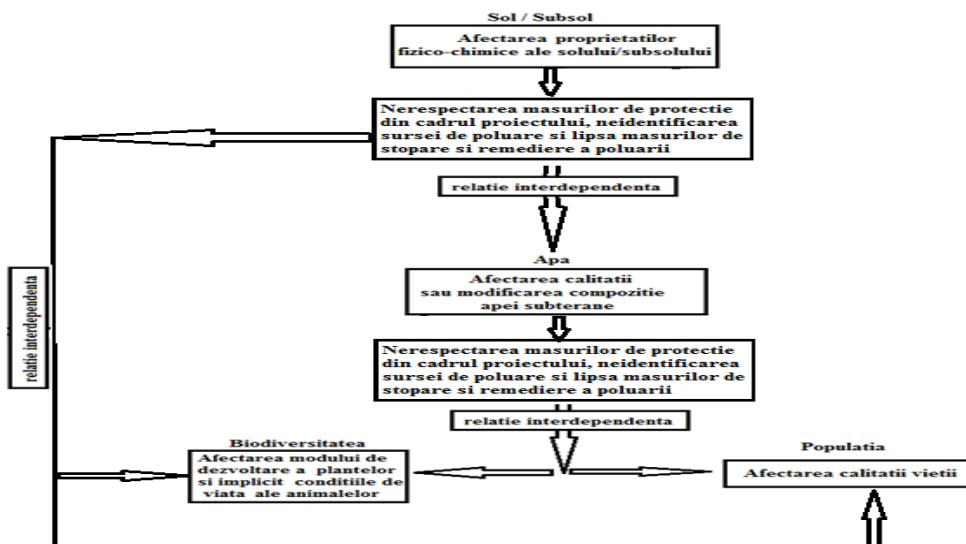 Sol / Subsol
Afectarea proprietatilor
fizico-chimice ale solului/subsolului
Nerespectarea masurilor de protectie
din cadrul proiectului, neidentificarea
sursei de poluare si lipsa masurilor de
stopare si remediere a poluarii
relatie interdependenta
relatie interdependenta
Apa
Afectarea calitatii
sau modificarea compozitie
apei subterane
Nerespectarea masurilor de protectie
din cadrul proiectului, neidentificarea
sursei de poluare si lipsa masurilor de
stopare si remediere a poluarii
relatie interdependenta
Biodiversitatea
Afectarea modului de
dezvoltare a plantelor
si implicit conditiile de
viata ale animalelor
Populatia
Afectarea calitatii vietii